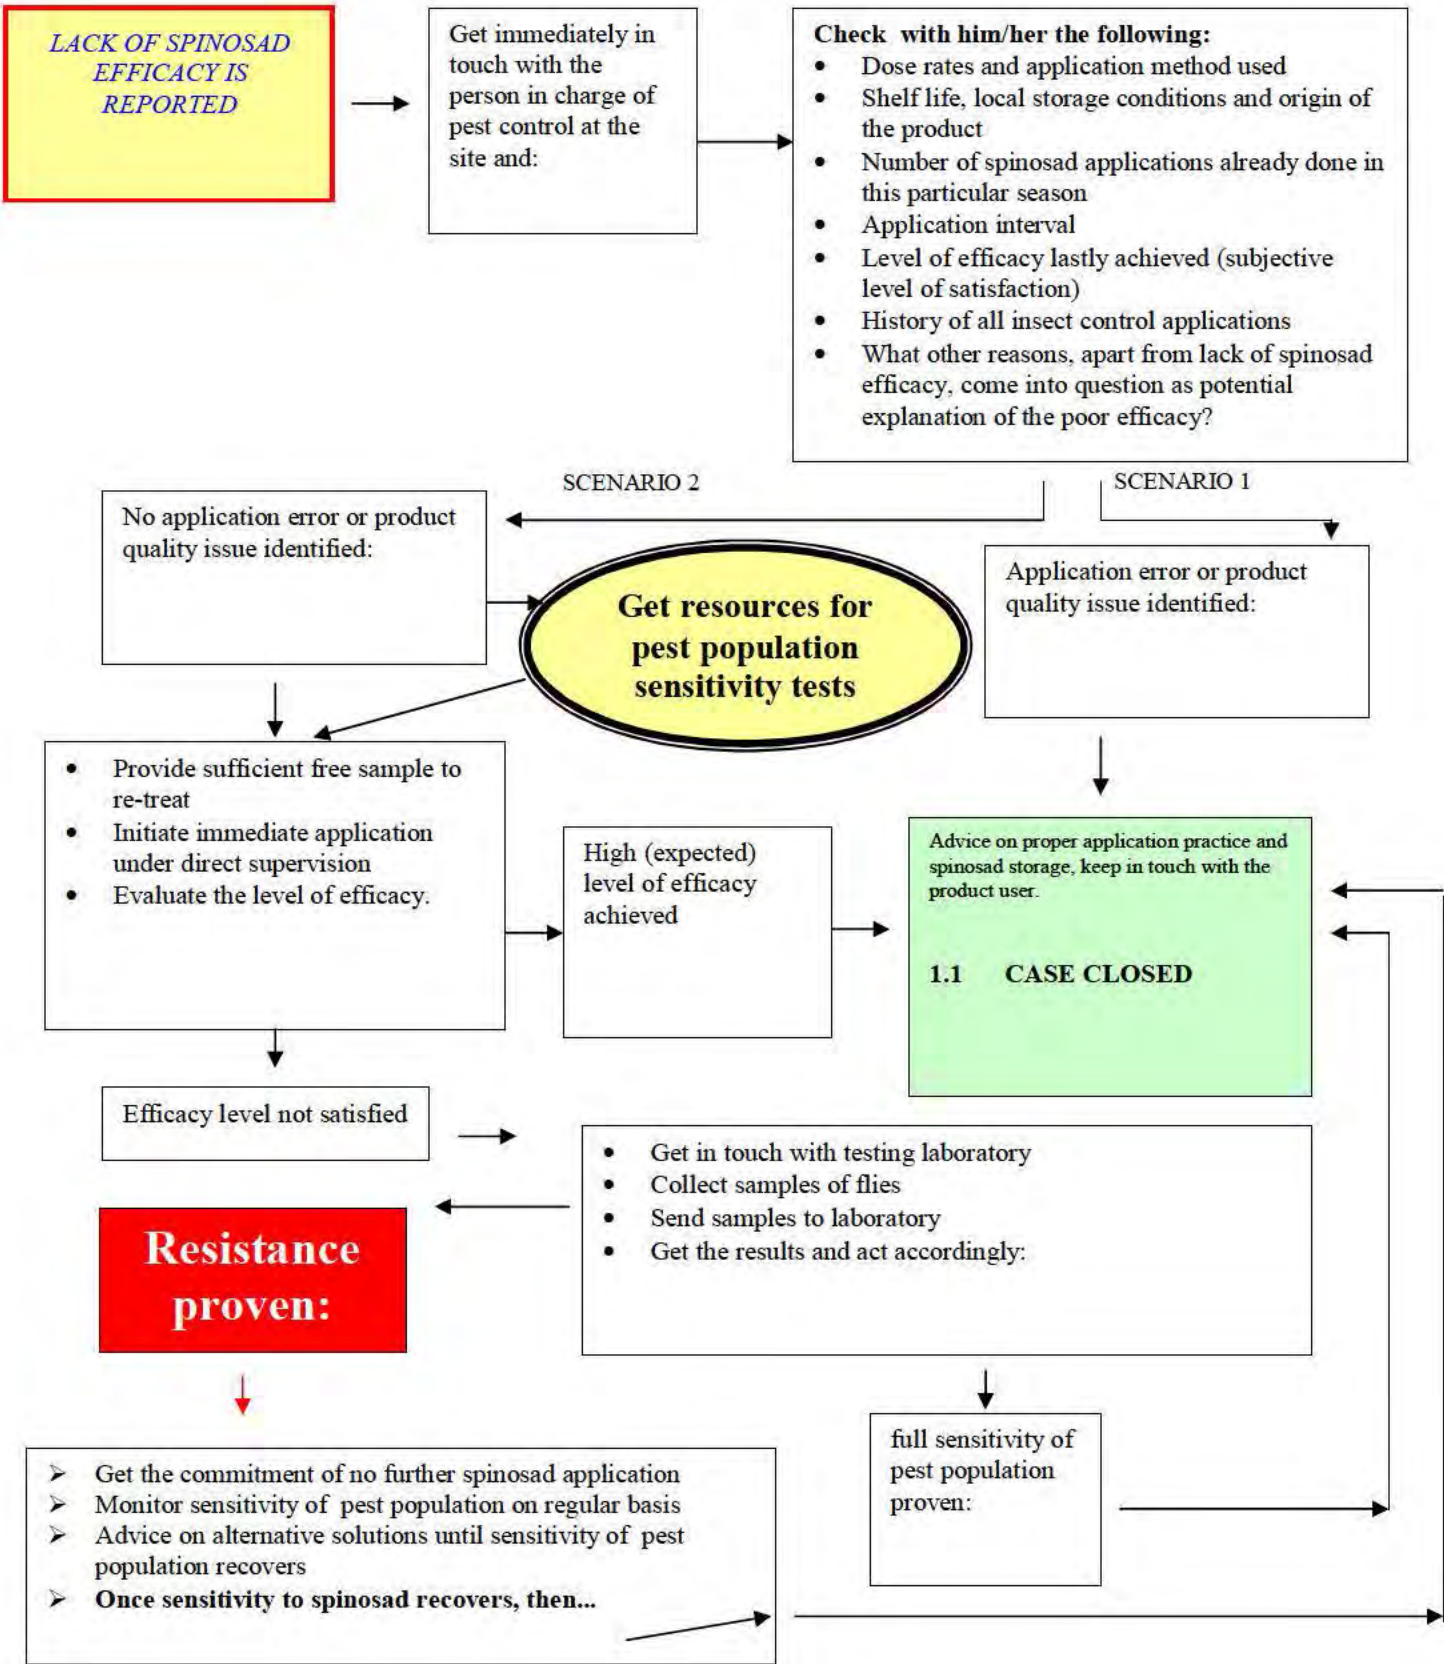 LACK OF SPINOSAD
EFFICACY IS
REPORTED
Get immediately in
touch with the
person in charge of
pest control at the
site and:
Check with him/her the following:
• Dose rates and application method used
• Shelf life, local storage conditions and origin of
the product
• Number of spinosad applications already done in
this particular season
• Application interval
• Level of efficacy lastly achieved (subjective
level of satisfaction)
• History of all insect control applications
• What other reasons, apart from lack of spinosad
efficacy, come into question as potential
explanation of the poor efficacy?
SCENARIO 2
SCENARIO 1
No application error or product
quality issue identified:
Get resources for
pest population
sensitivity tests
Application error or product
quality issue identified:
• Provide sufficient free sample to
re-treat
• Initiate immediate application
under direct supervision
• Evaluate the level of efficacy.
High (expected)
level of efficacy
achieved
Advice on proper application practice and
spinosad storage, keep in touch with the
product user.
1.1 CASE CLOSED
Efficacy level not satisfied
• Get in touch with testing laboratory
• Collect samples of flies
• Send samples to laboratory
• Get the results and act accordingly:
Resistance
proven:
full sensitivity of
pest population
proven:
➢ Get the commitment of no further spinosad application
➢ Monitor sensitivity of pest population on regular basis
➢ Advice on alternative solutions until sensitivity of pest
population recovers
➢ Once sensitivity to spinosad recovers, then...